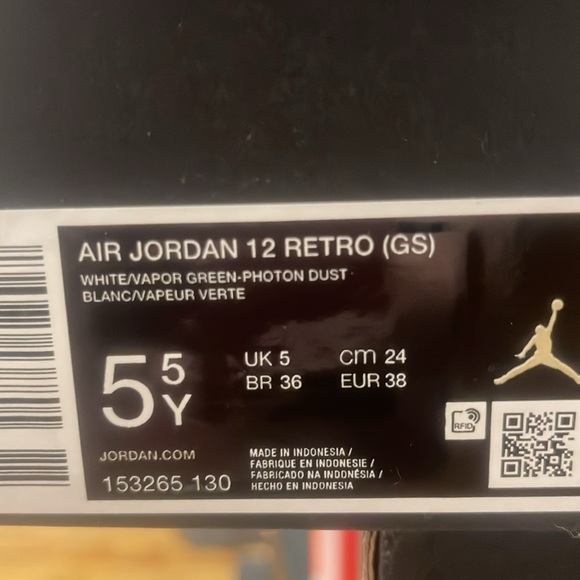 AIR JORDAN 12 RETRO (GS)
WHITE/VAPOR GREEN-PHOTON DUST
BLANC/VAPEUR VERTE
5 5 Y
UK 5 cm 24
BR 36 EUR 38
RFID
JORDAN.COM
153265 130
MADE IN INDONESIA /
FABRIQUE EN INDONESIE /
FABRICADO NA INDONÉSIA /
HECHO EN INDONESIA